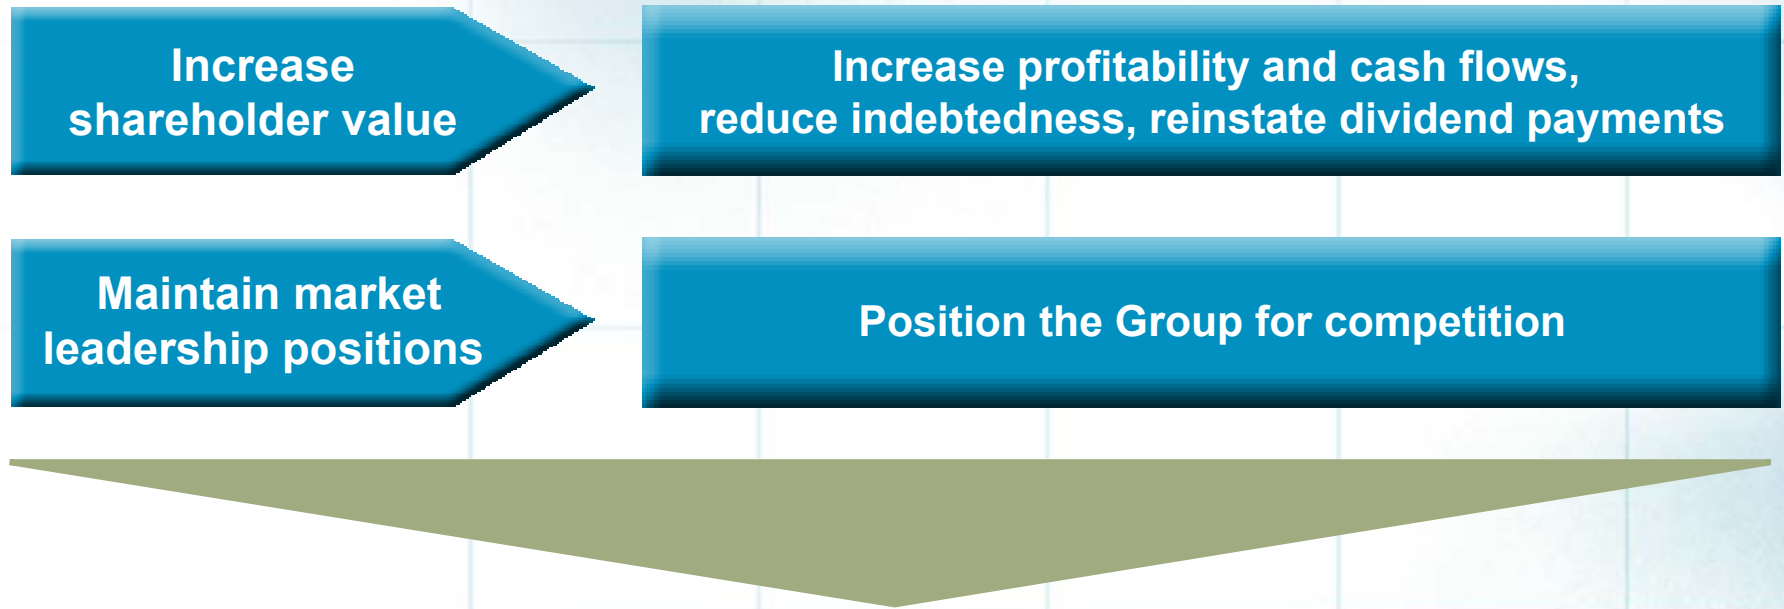 Increase
shareholder value
Increase profitability and cash flows,
reduce indebtedness, reinstate dividend payments
Maintain market
leadership positions
Position the Group for competition